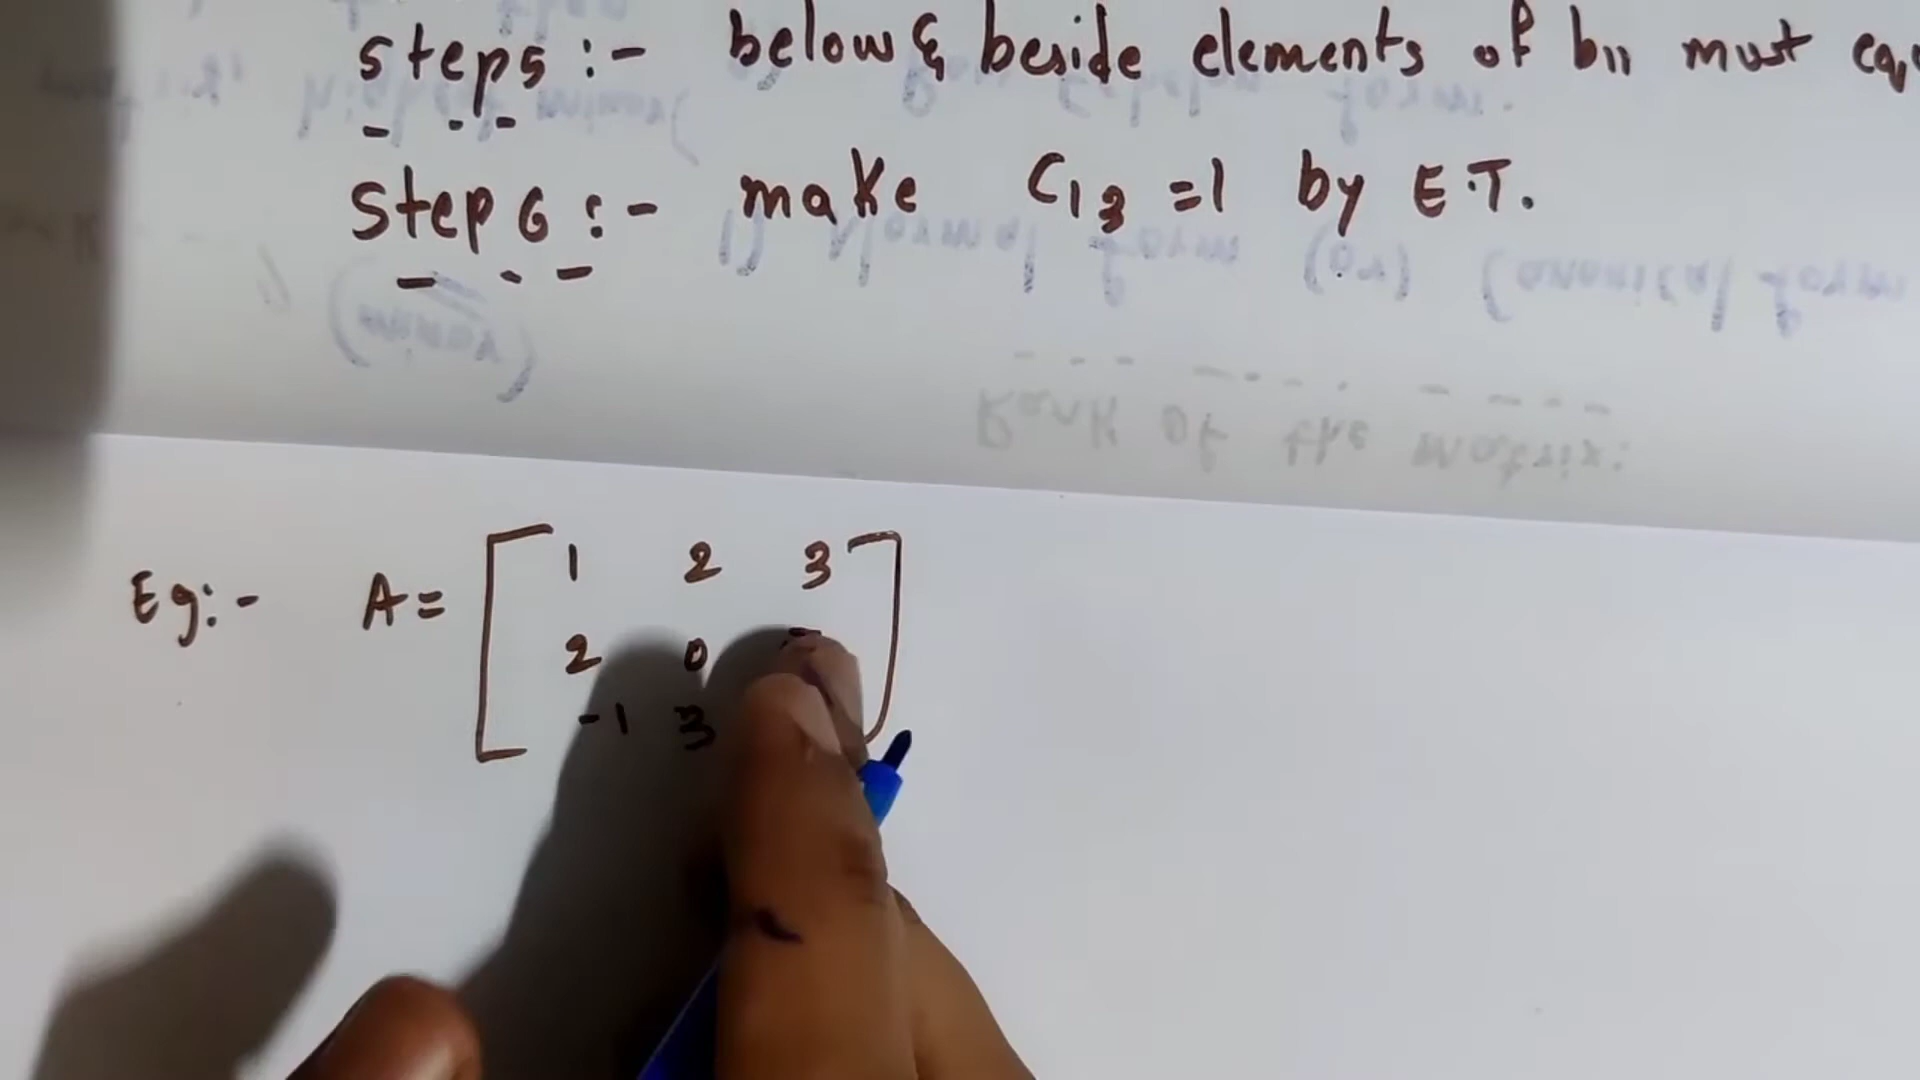 step5 :- below & beside elements of b11 must
step 6 :- make C13 =1 by E.T.
Eg:- A= 1 2 3
2 0
-1 3